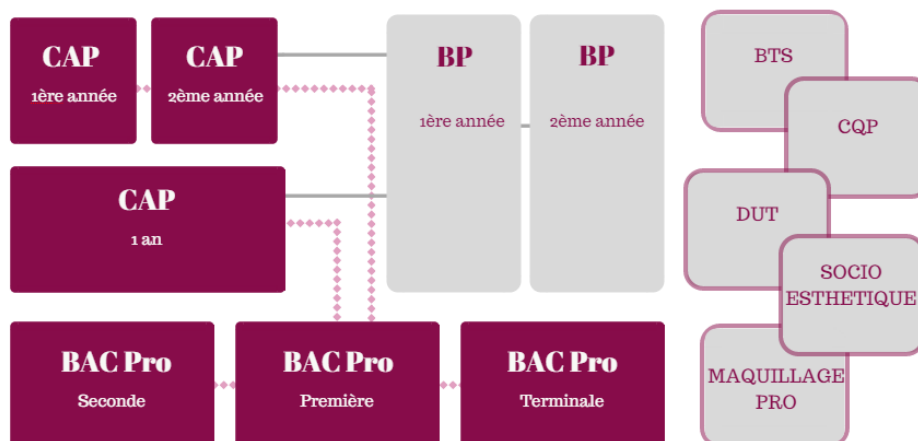 CAP
1ère année
CAP
2ème année
BP
1ère année
BP
2ème année
CAP
1 an
BAC Pro
Seconde
BAC Pro
Première
BAC Pro
Terminale
BTS
CQP
DUT
SOCIO
ESTHETIQUE
MAQUILLAGE
PRO